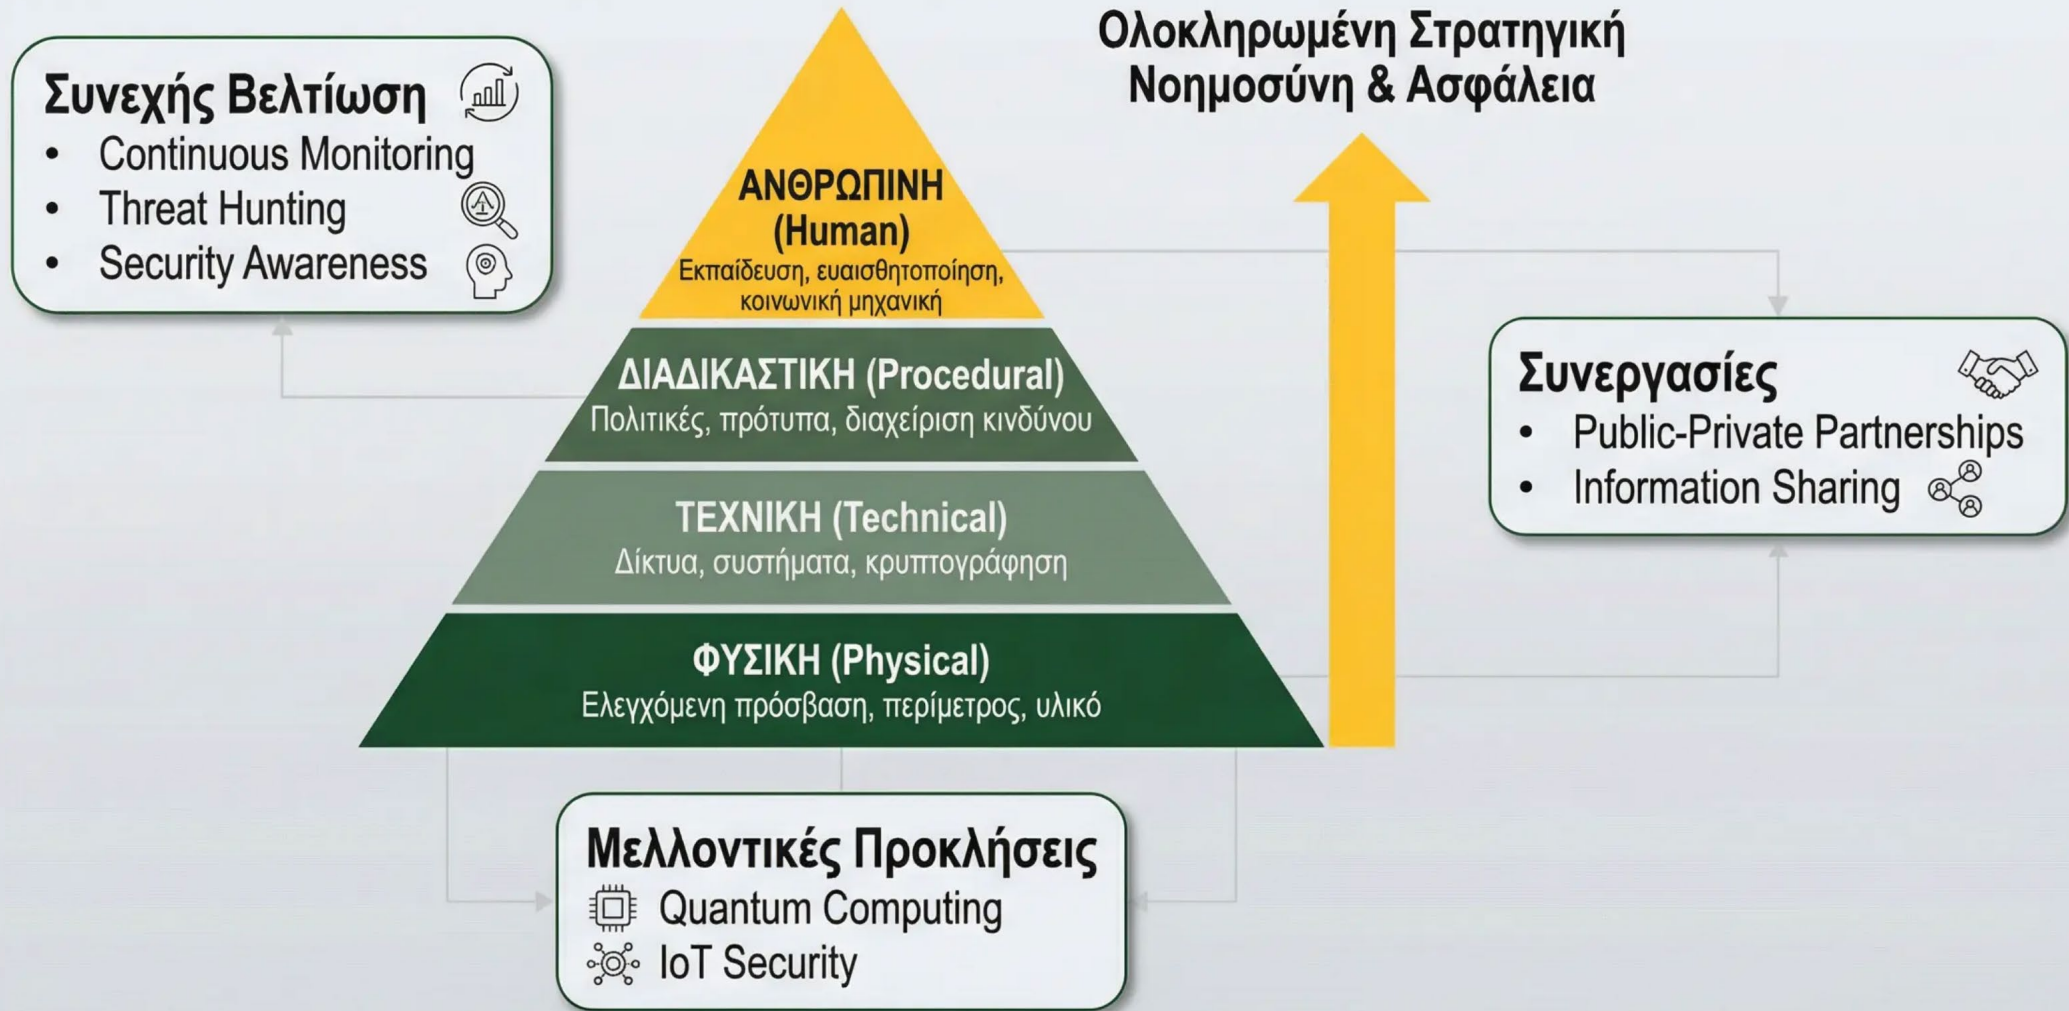 Συνεχής Βελτίωση
• Continuous Monitoring
• Threat Hunting
• Security Awareness
Ολοκληρωμένη Στρατηγική
Νοημοσύνη & Ασφάλεια
ΑΝΘΡΩΠΙΝΗ
(Human)
Εκπαίδευση, ευαισθητοποίηση,
κοινωνική μηχανική
ΔΙΑΔΙΚΑΣΤΙΚΗ (Procedural)
Πολιτικές, πρότυπα, διαχείριση κινδύνου
ΤΕΧΝΙΚΗ (Technical)
Δίκτυα, συστήματα, κρυπτογράφηση
ΦΥΣΙΚΗ (Physical)
Ελεγχόμενη πρόσβαση, περίμετρος, υλικό
Συνεργασίες
• Public-Private Partnerships
• Information Sharing
Μελλοντικές Προκλήσεις
Quantum Computing
IoT Security